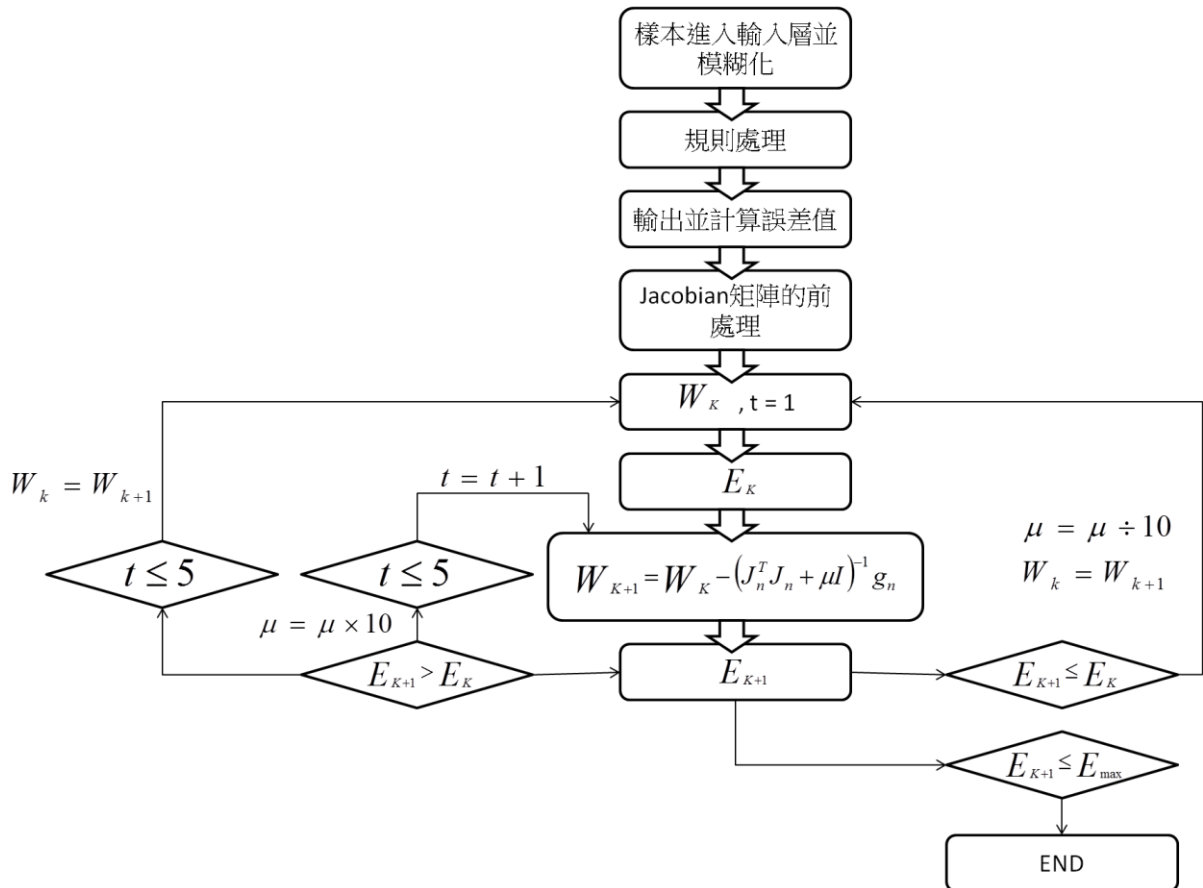 樣本進入輸入層並
模糊化
規則處理
輸出並計算誤差值
Jacobian矩陣的前
處理
W_K , t = 1
E_K
W_k = W_{k+1}
t = t + 1
t ≤ 5
t ≤ 5
W_{K+1} = W_K − (J_n^T J_n + μI)^{-1} g_n
μ = μ ÷ 10
W_k = W_{k+1}
μ = μ × 10
E_{K+1} > E_K
E_{K+1}
E_{K+1} ≤ E_K
E_{K+1} ≤ E_{max}
END